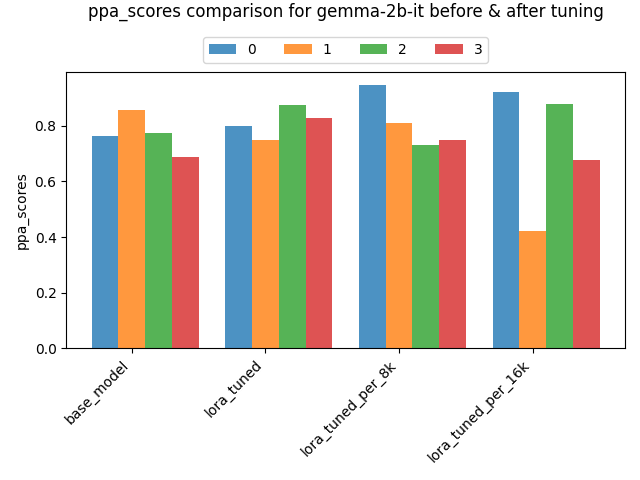 ppa_scores comparison for gemma-2b-it before & after tuning
0 1 2 3
ppa_scores
0.8
0.6
0.4
0.2
0.0
base_model
lora_tuned
lora_tuned_per_8k
lora_tuned_per_16k